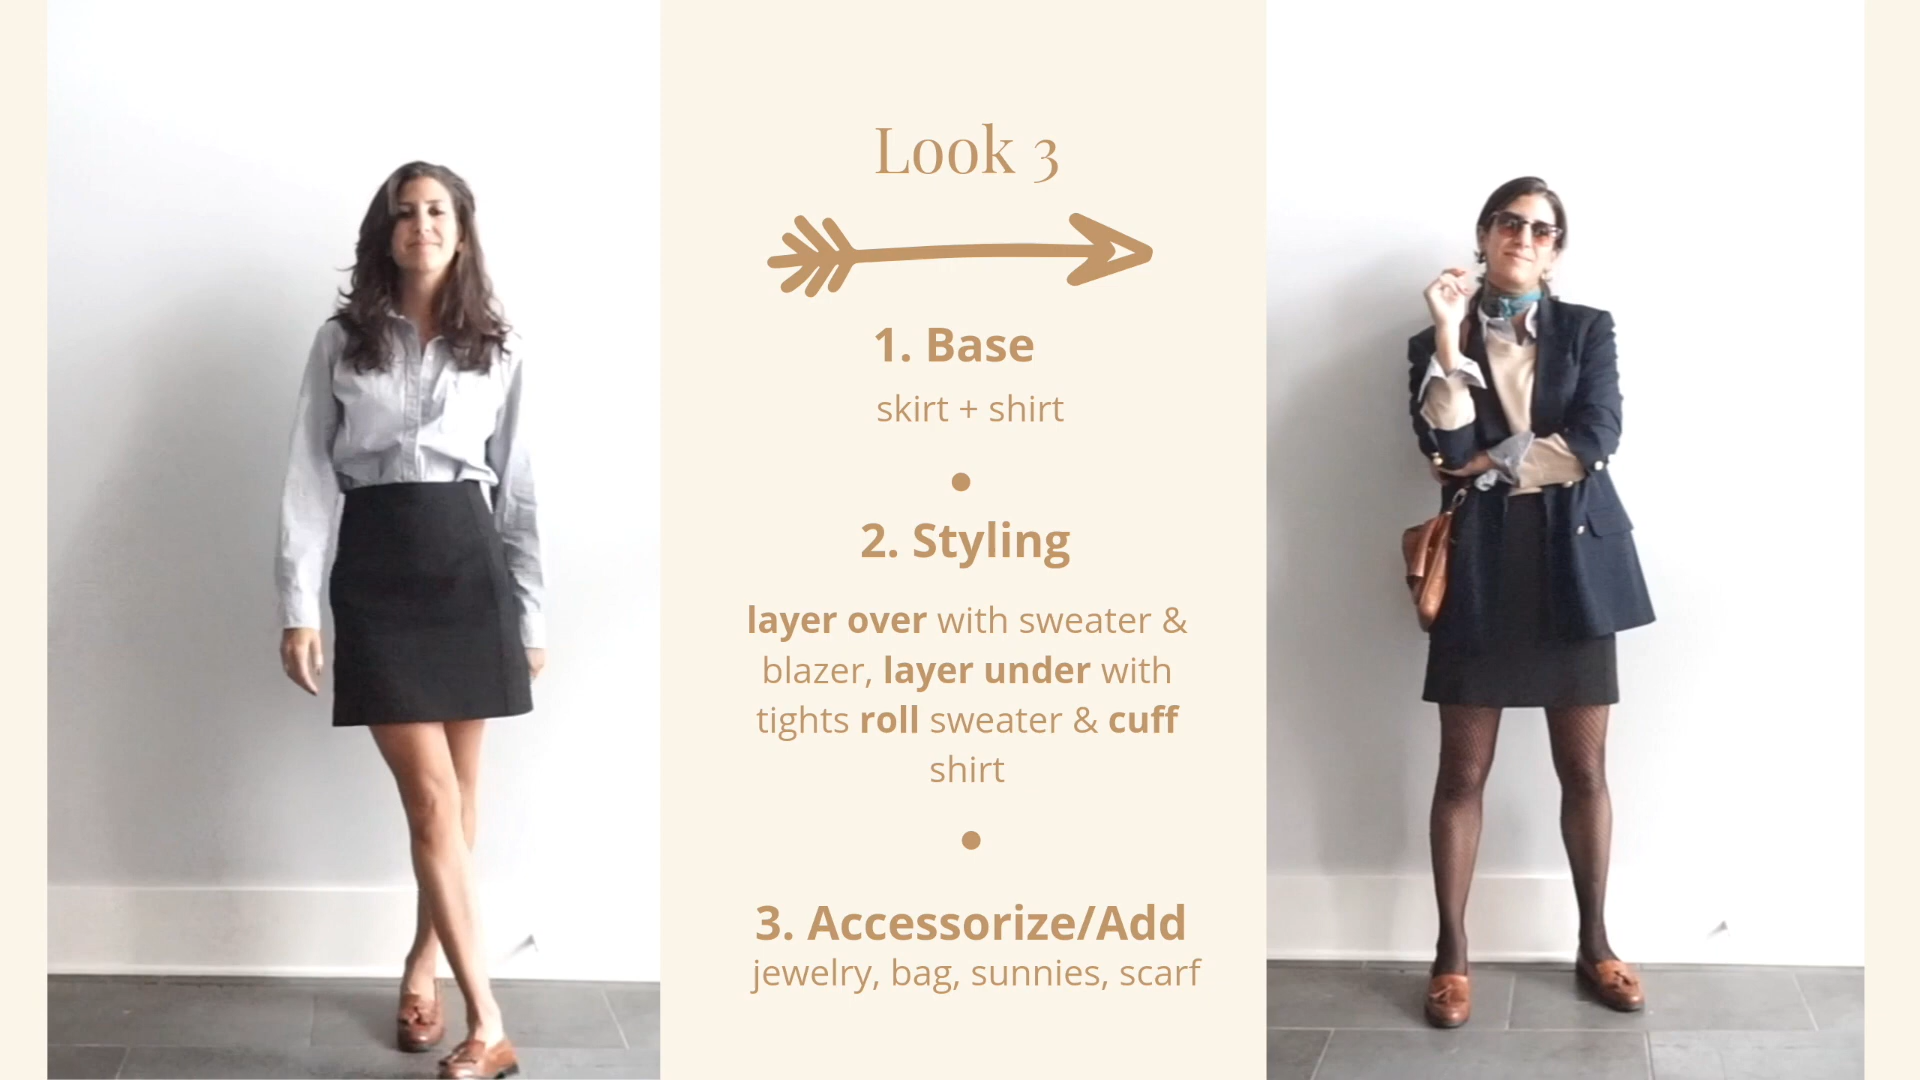 Look 3
1. Base
skirt + shirt
2. Styling
layer over with sweater &
blazer, layer under with
tights roll sweater & cuff
shirt
3. Accessorize/Add
jewelry, bag, sunnies, scarf